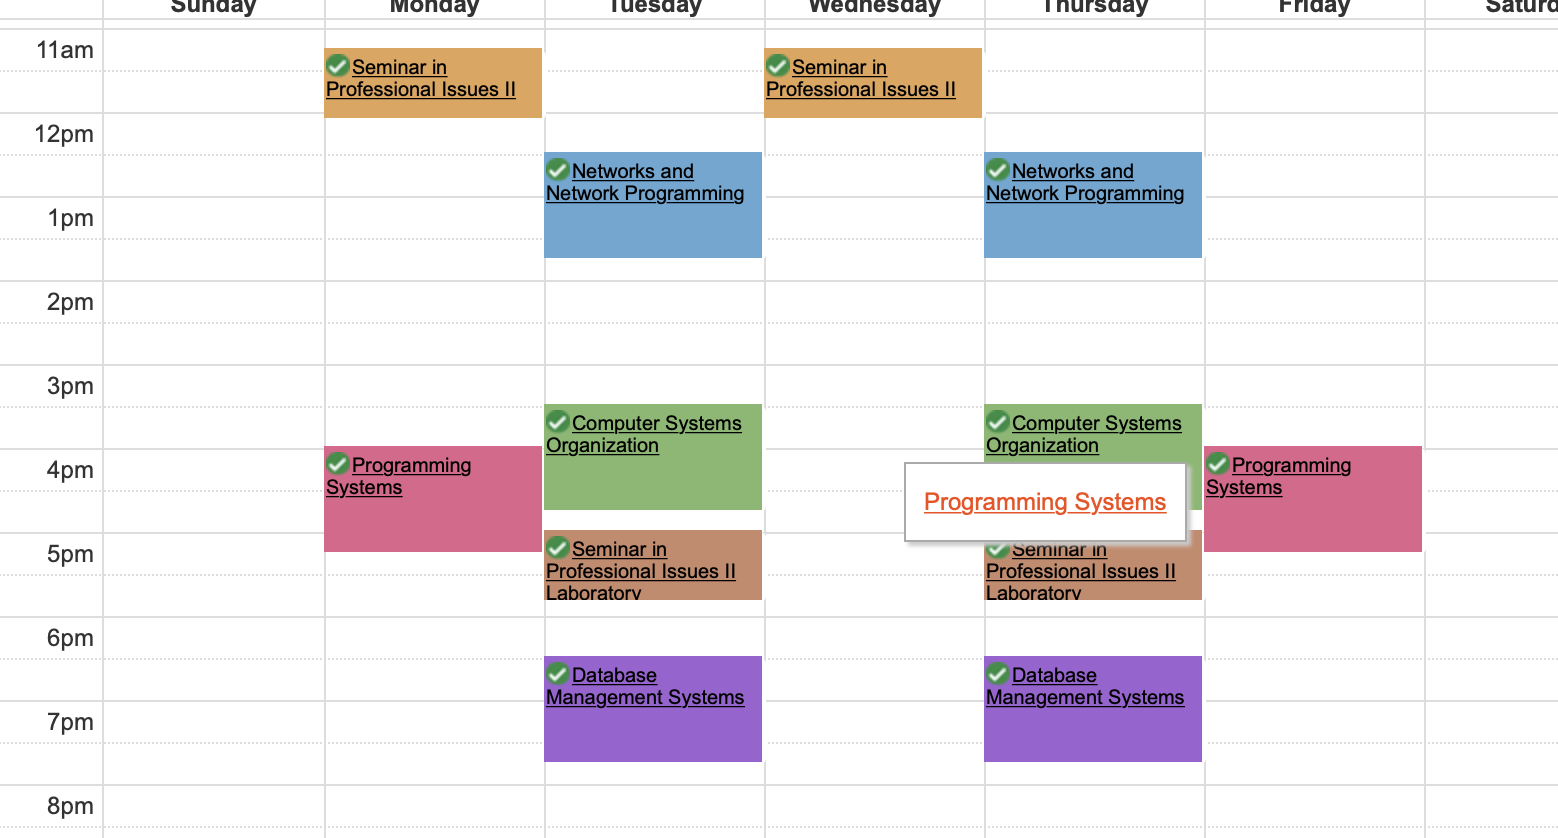 Sunday Monday Tuesday Wednesday Thursday Friday Saturd
11am
Seminar in
Professional Issues II
Seminar in
Professional Issues II
12pm
Networks and
Network Programming
Networks and
Network Programming
1pm
2pm
3pm
Computer Systems
Organization
Computer Systems
Organization
4pm
Programming
Systems
Programming Systems
Programming
Systems
5pm
Seminar in
Professional Issues II
Laboratory
Seminar in
Professional Issues II
Laboratory
6pm
Database
Management Systems
Database
Management Systems
7pm
8pm